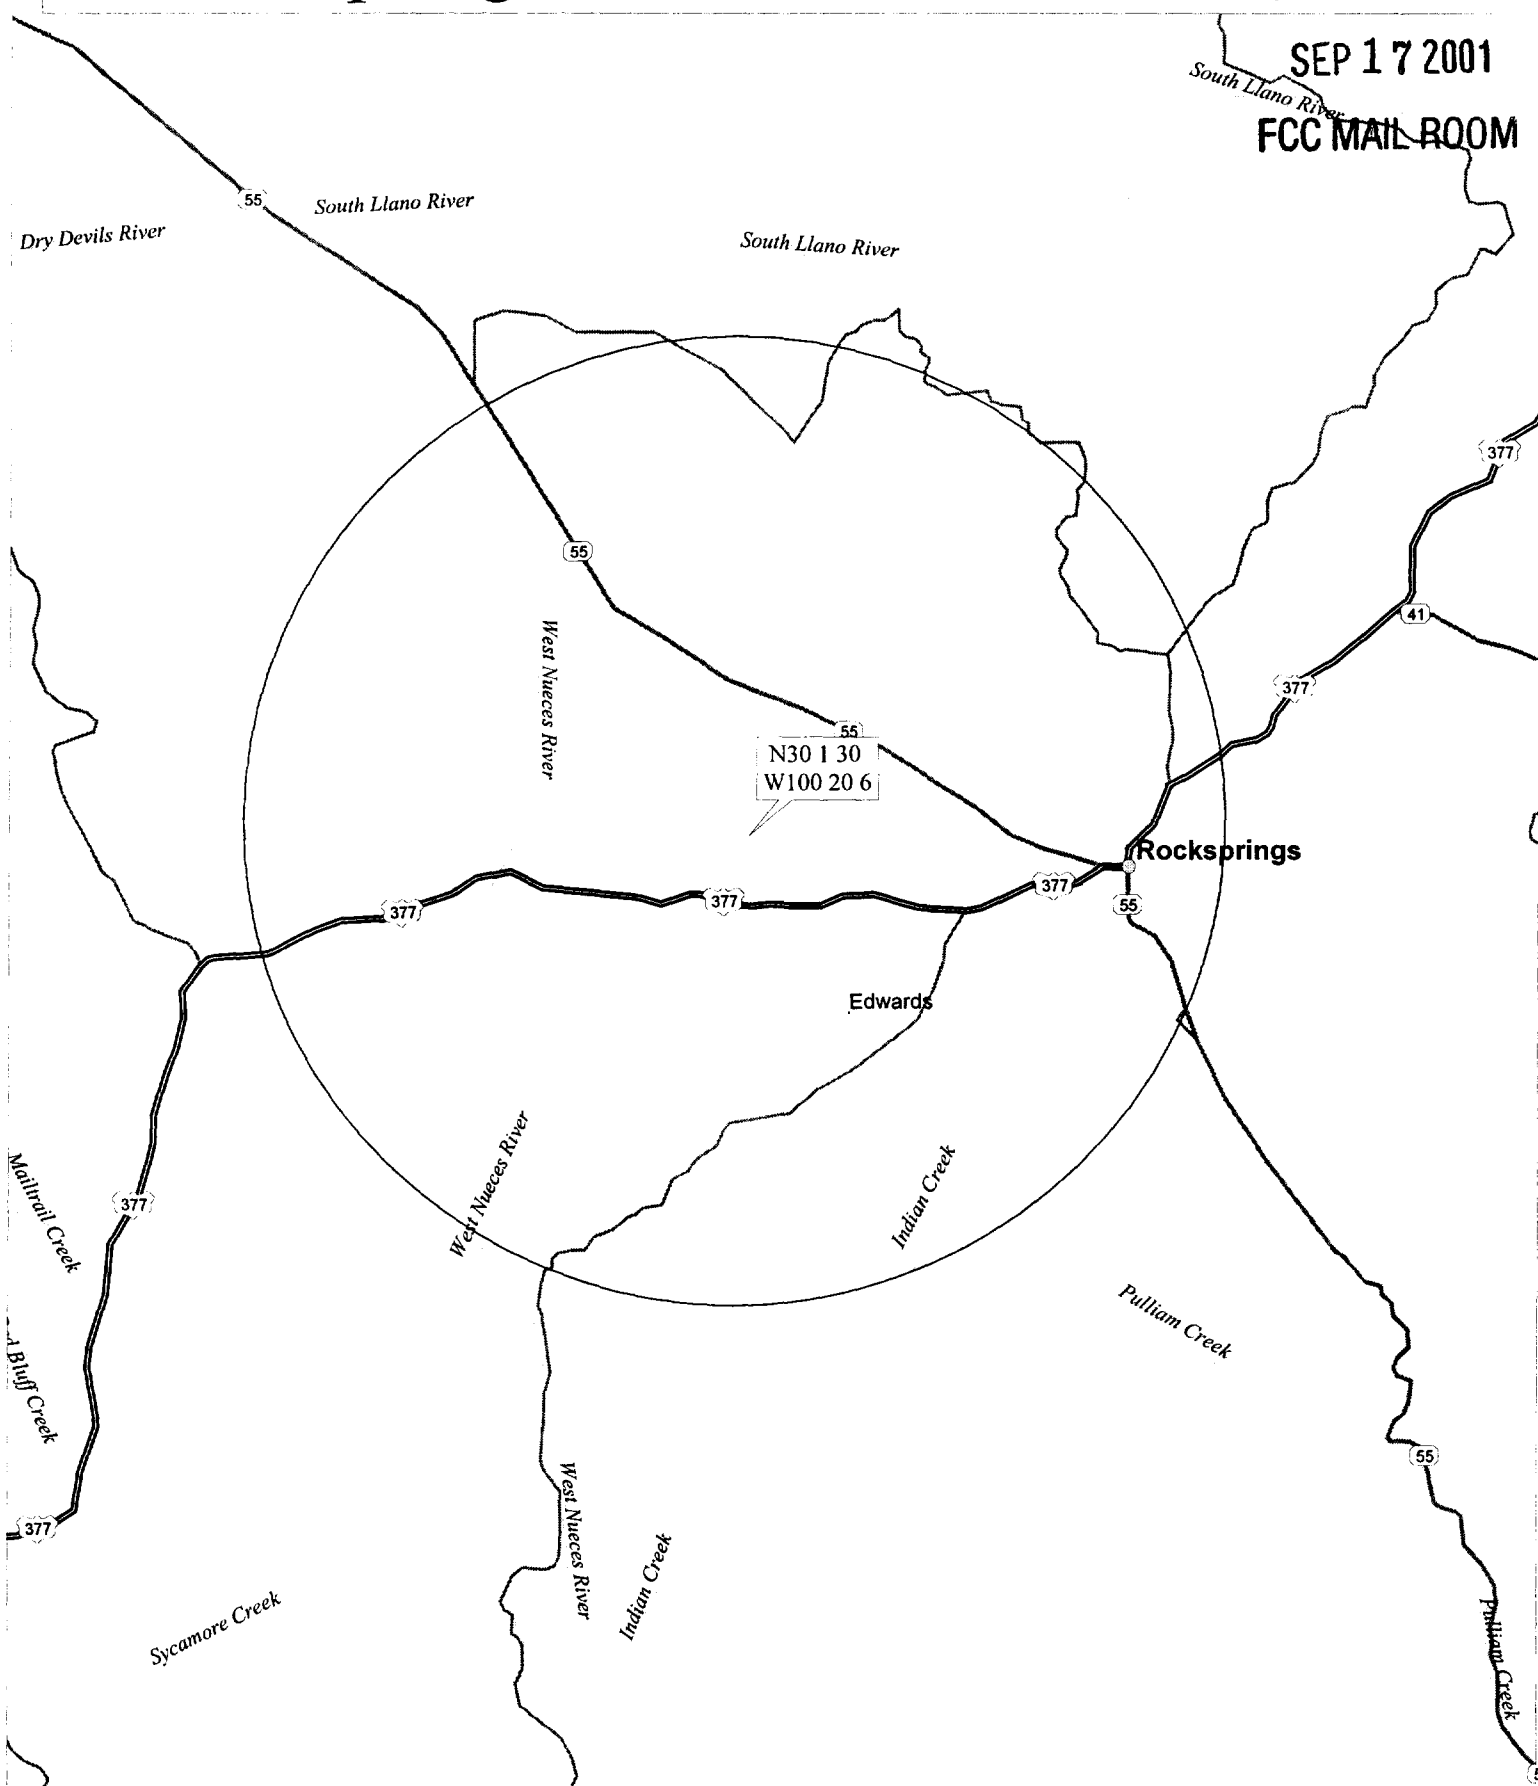 SEP 17 2001
South Llano River
FCC MAIL ROOM
55
South Llano River
Dry Devils River
South Llano River
377
55
41
West Nueces River
377
55
N30 1 30
W100 20 6
Rocksprings
377
377
377
55
Edwards
West Nueces River
Indian Creek
Mailtrail Creek
377
Pulliam Creek
Bluff Creek
55
West Nueces River
377
Indian Creek
Sycamore Creek
Pulliam Creek